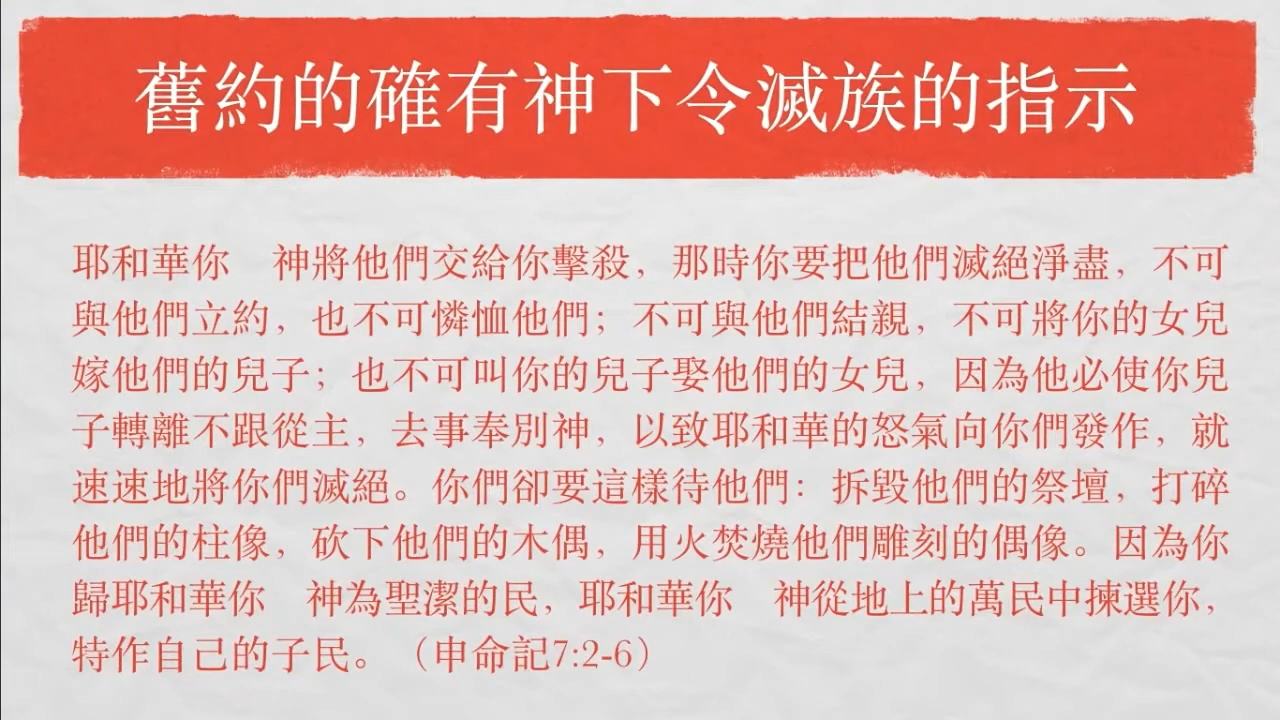 舊約的確有神下令滅族的指示
耶和華你　神將他們交給你擊殺，那時你要把他們滅絕淨盡，不可
與他們立約，也不可憐恤他們；不可與他們結親，不可將你的女兒
嫁他們的兒子；也不可叫你的兒子娶他們的女兒，因為他必使你兒
子轉離不跟從主，去事奉別神，以致耶和華的怒氣向你們發作，就
速速地將你們滅絕。你們卻要這樣待他們：拆毀他們的祭壇，打碎
他們的柱像，砍下他們的木偶，用火焚燒他們雕刻的偶像。因為你
歸耶和華你　神為聖潔的民，耶和華你　神從地上的萬民中揀選你，
特作自己的子民。（申命記7:2-6）